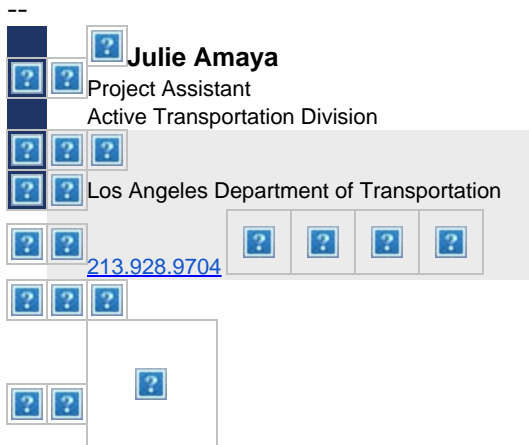 --
Julie Amaya
Project Assistant
Active Transportation Division
Los Angeles Department of Transportation
213.928.9704